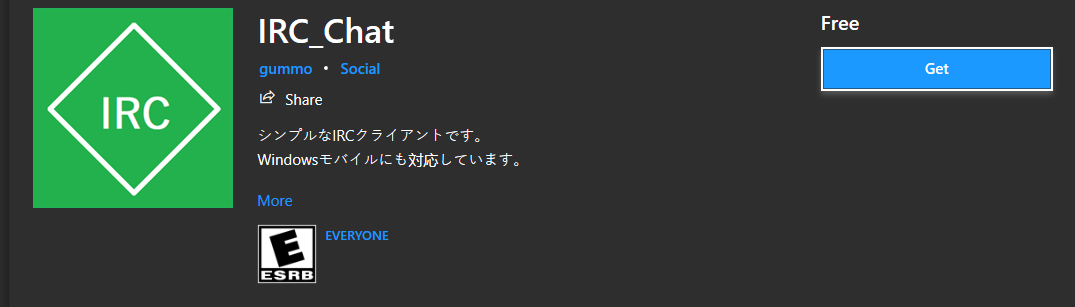 IRC
IRC_Chat
Free
gummo • Social
Get
Share
シンプルなIRCクライアントです。
Windowsモバイルにも対応しています。
More
E
ESRB
EVERYONE